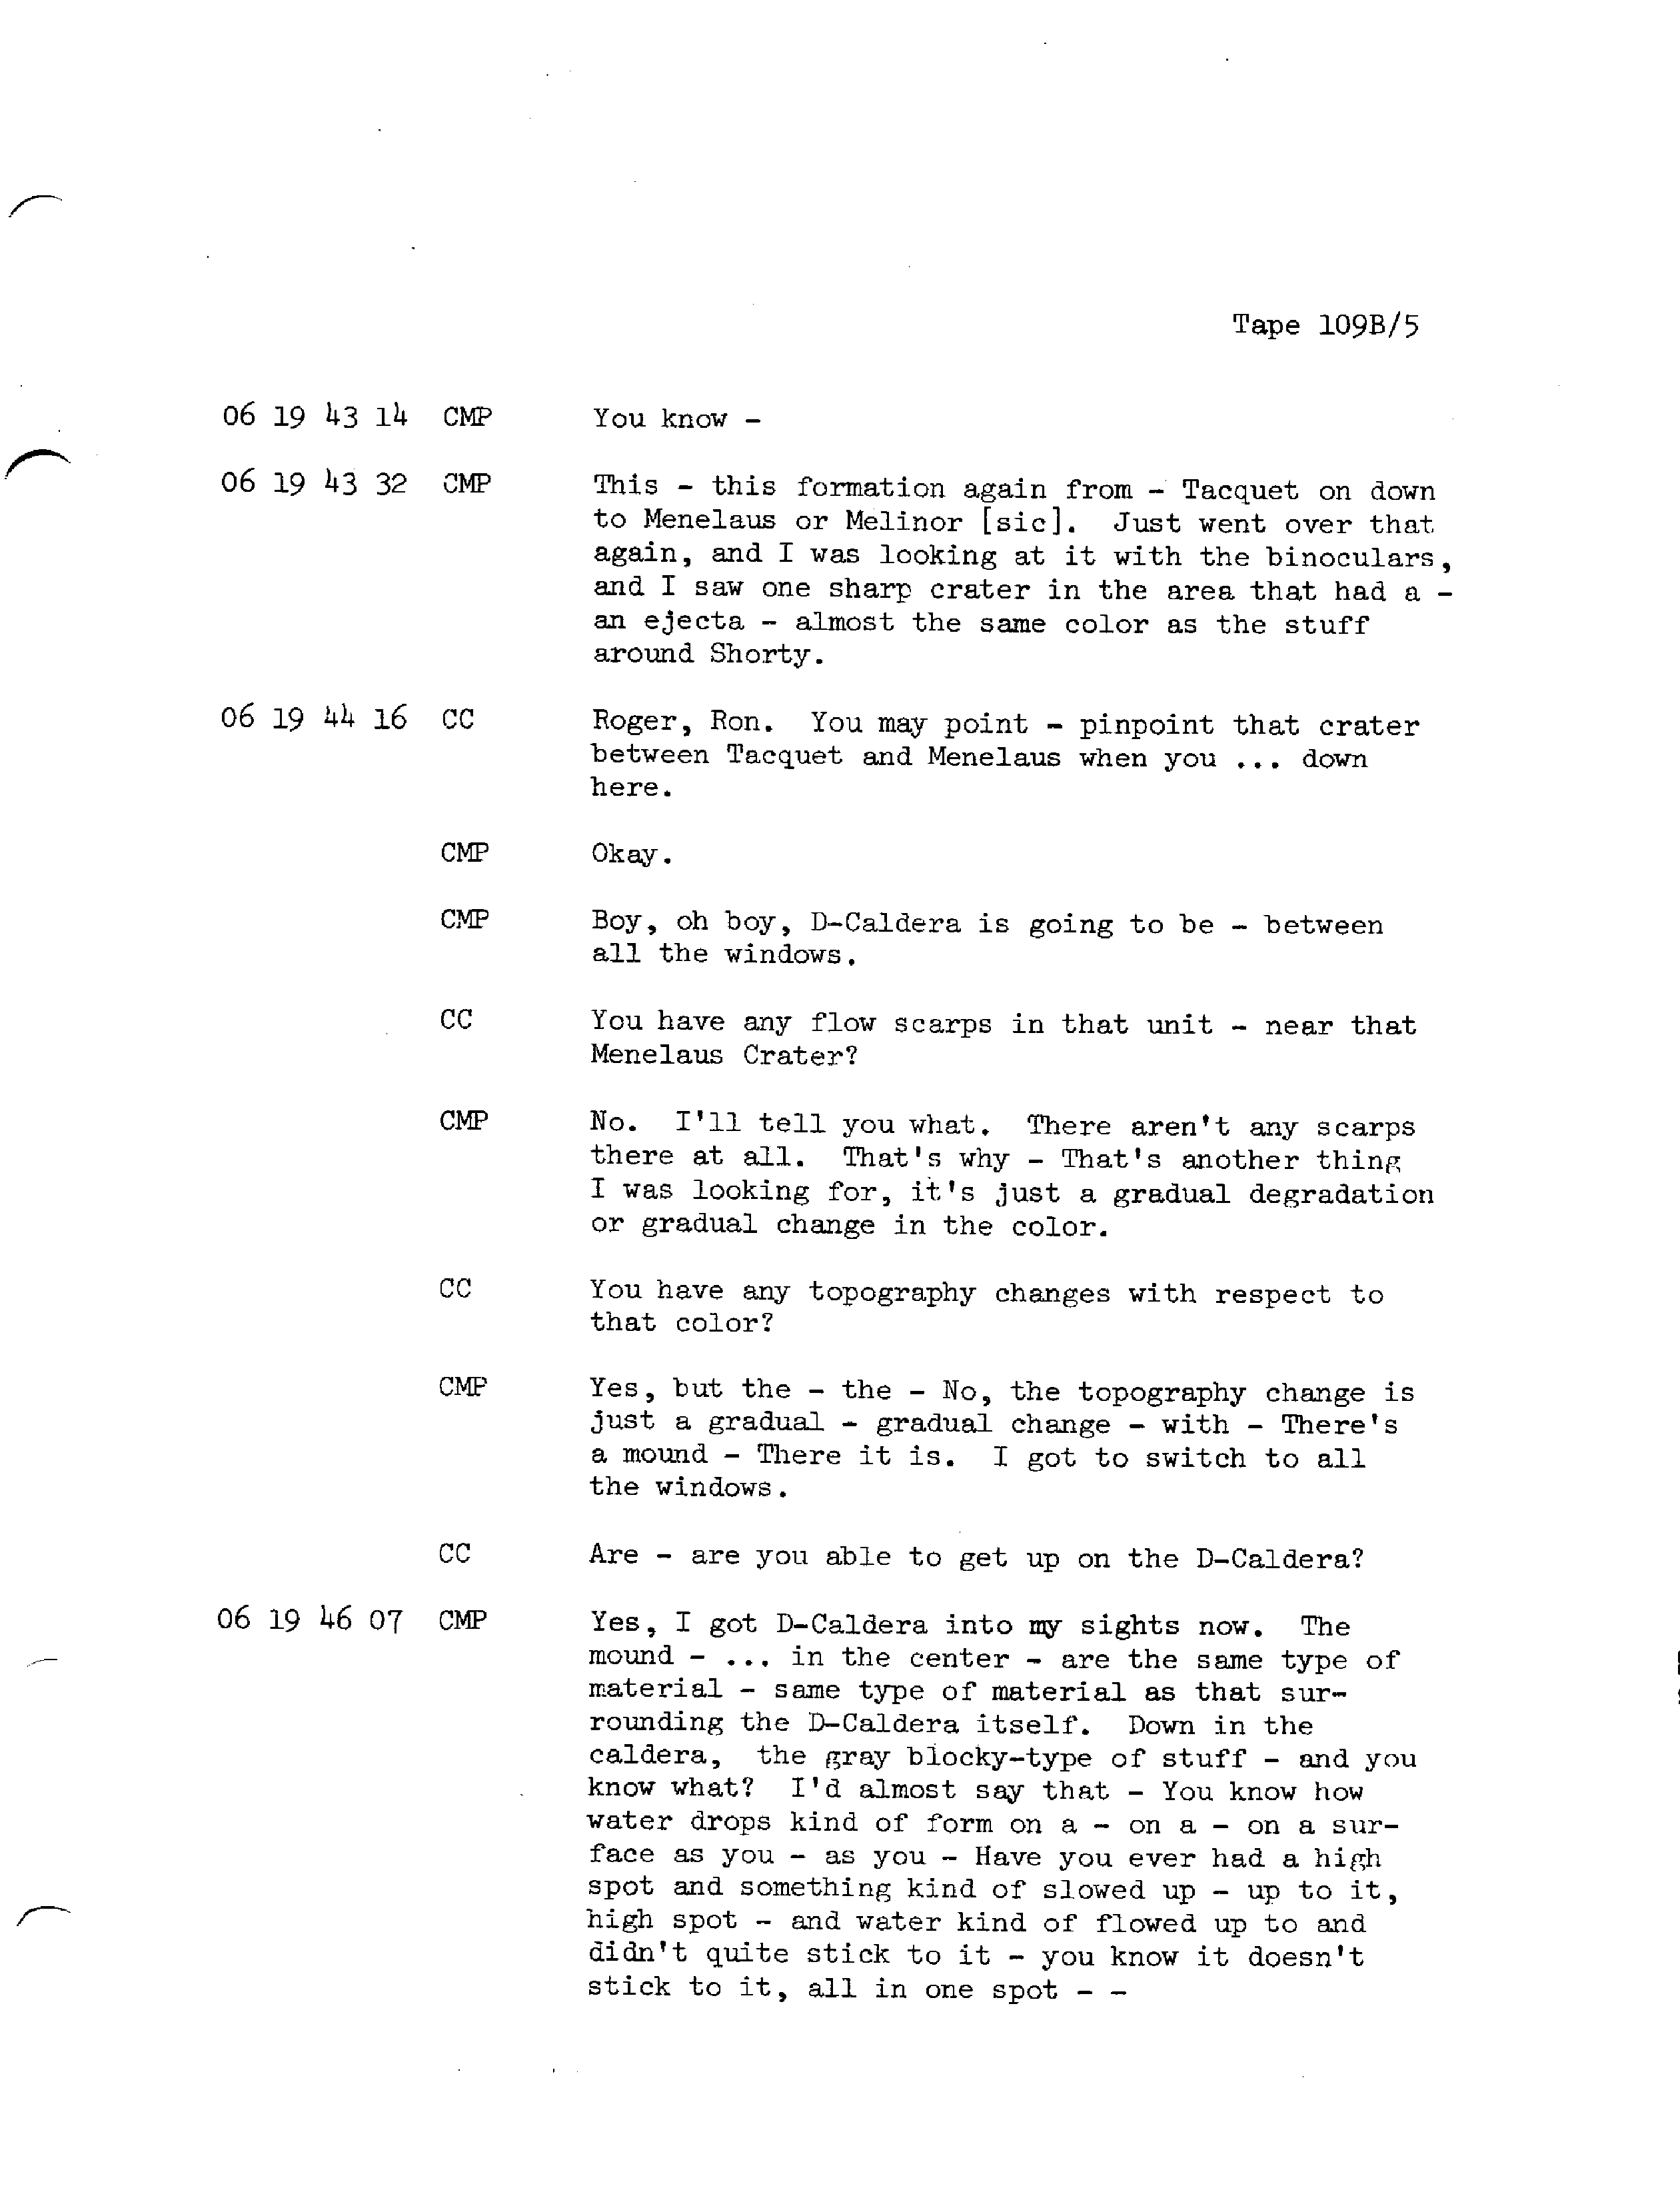 Tape 109B/5
06 19 43 14 CMP You know -
06 19 43 32 CMP This - this formation again from - Tacquet on down
to Menelaus or Melinor [sic]. Just went over that
again, and I was looking at it with the binoculars,
and I saw one sharp crater in the area that had a -
an ejecta - almost the same color as the stuff
around Shorty.
06 19 44 16 CC Roger, Ron. You may point - pinpoint that crater
between Tacquet and Menelaus when you ... down
here.
CMP Okay.
CMP Boy, oh boy, D-Caldera is going to be - between
all the windows.
CC You have any flow scarps in that unit - near that
Menelaus Crater?
CMP No. I'll tell you what. There aren't any scarps
there at all. That's why - That's another thing
I was looking for, it's just a gradual degradation
or gradual change in the color.
CC You have any topography changes with respect to
that color?
CMP Yes, but the - the - No, the topography change is
just a gradual - gradual change - with - There's
a mound - There it is. I got to switch to all
the windows.
CC Are - are you able to get up on the D-Caldera?
06 19 46 07 CMP Yes, I got D-Caldera into my sights now. The
mound - ... in the center - are the same type of
material - same type of material as that sur-
rounding the D-Caldera itself. Down in the
caldera, the gray blocky-type of stuff - and you
know what? I'd almost say that - You know how
water drops kind of form on a - on a - on a sur-
face as you - as you - Have you ever had a high
spot and something kind of slowed up - up to it,
high spot - and water kind of flowed up to and
didn't quite stick to it - you know it doesn't
stick to it, all in one spot - -